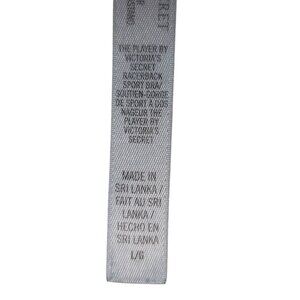 THE PLAYER BY
VICTORIA'S
SECRET
RACERBACK
SPORT BRA/
SOUTIEN-GORGE
DE SPORT À DOS
NAGEUR THE
PLAYER BY
VICTORIA'S
SECRET
MADE IN
SRI LANKA /
FAIT AU SRI
LANKA /
HECHO EN
SRI LANKA
L/G